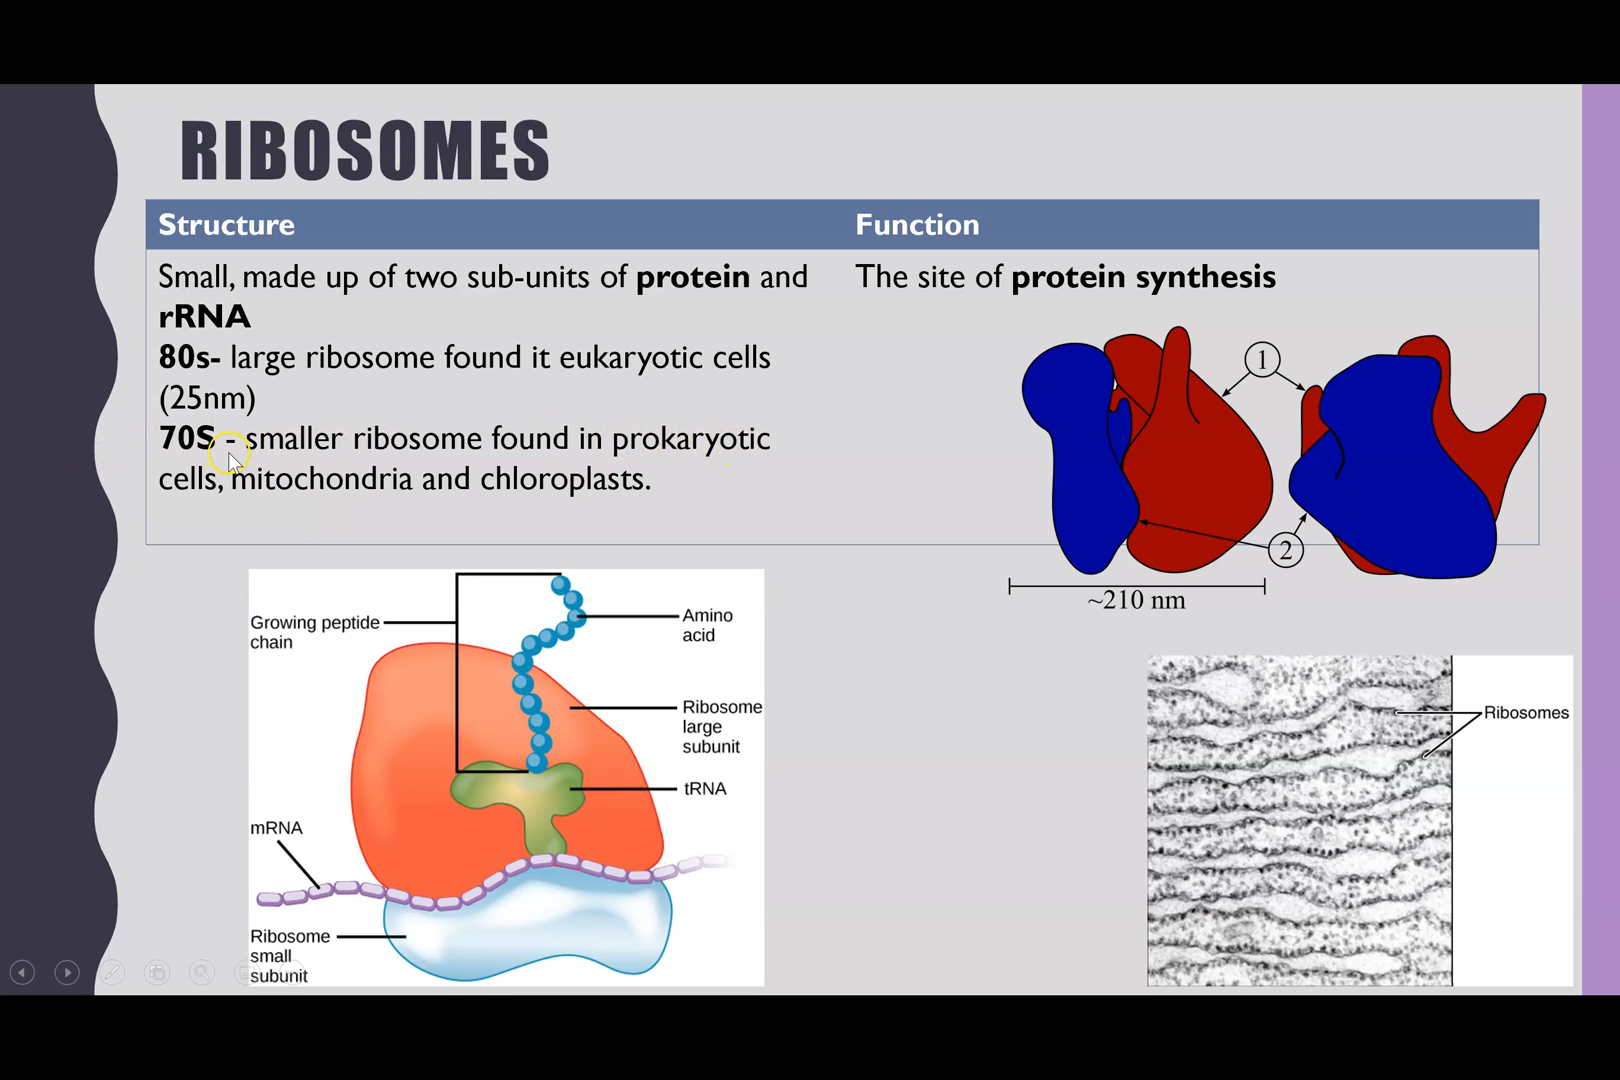 RIBOSOMES
Structure
Function
Small, made up of two sub-units of protein and
rRNA
80s- large ribosome found it eukaryotic cells
(25nm)
70S - smaller ribosome found in prokaryotic
cells, mitochondria and chloroplasts.
The site of protein synthesis
1
2
~210 nm
Growing peptide
chain
Amino
acid
Ribosome
large
subunit
tRNA
mRNA
Ribosome
small
subunit
Ribosomes